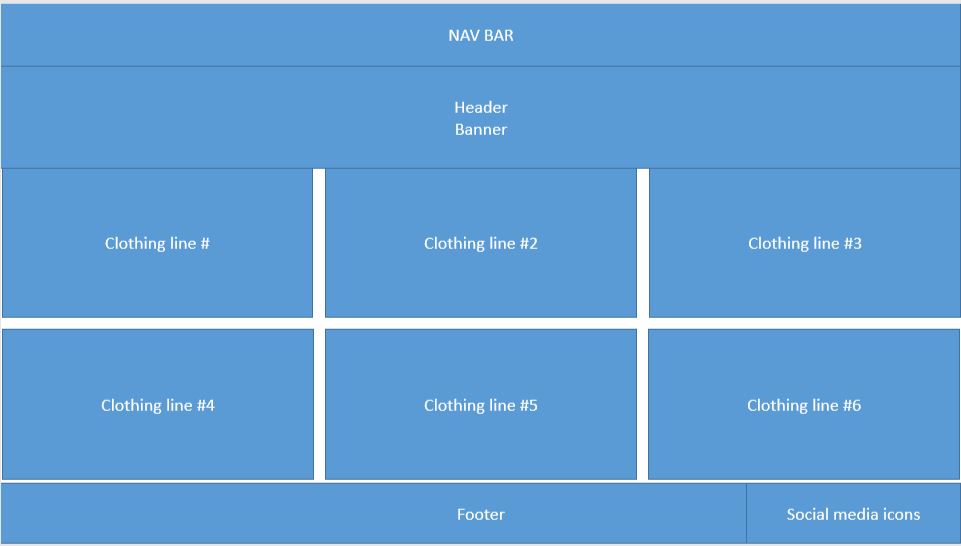 NAV BAR
Header
Banner
Clothing line #
Clothing line #2
Clothing line #3
Clothing line #4
Clothing line #5
Clothing line #6
Footer
Social media icons